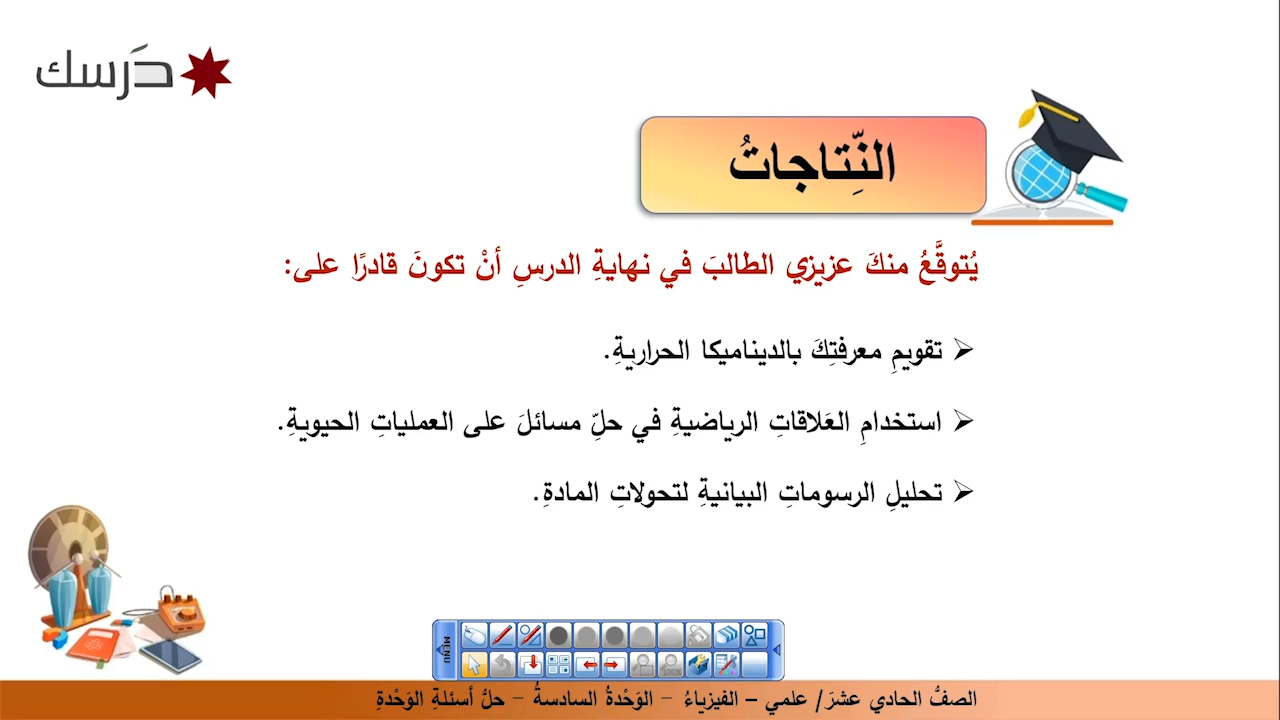 دَرسك
النِّتاجاتُ
يُتوقَّعُ منكَ عزيزي الطالبَ في نهايةِ الدرسِ أنْ تكونَ قادرًا على:
تقويمِ معرفتِكَ بالديناميكا الحراريةِ.
استخدامِ العَلاقاتِ الرياضيةِ في حلِّ مسائلَ على العملياتِ الحيويةِ.
تحليلِ الرسوماتِ البيانيةِ لتحولاتِ المادةِ.
MENU
الصفُّ الحادي عشرَ/ علمي – الفيزياءُ – الوَحْدةُ السادسةُ – حلُّ أسئلةِ الوَحْدةِ